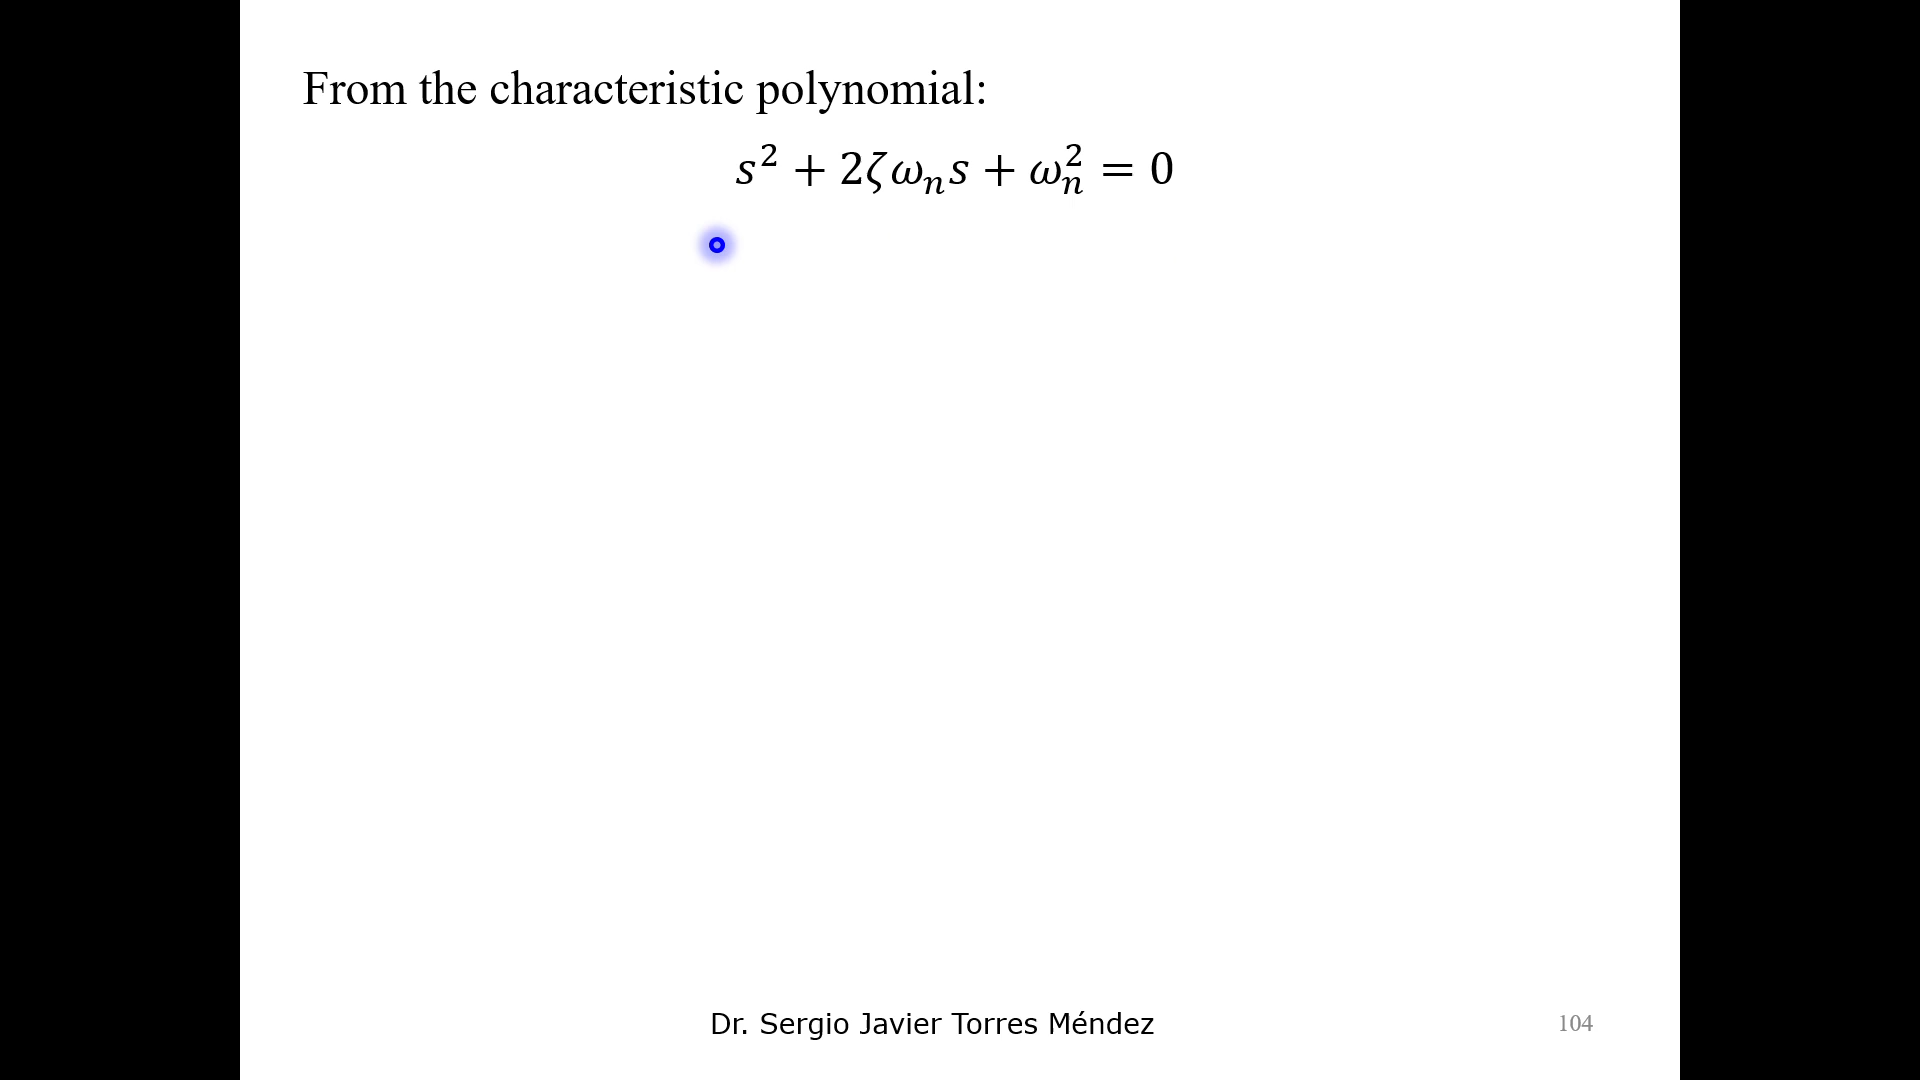 From the characteristic polynomial:
𝑠² + 2𝜁𝜔ₙ𝑠 + 𝜔ₙ² = 0
Dr. Sergio Javier Torres Méndez
104